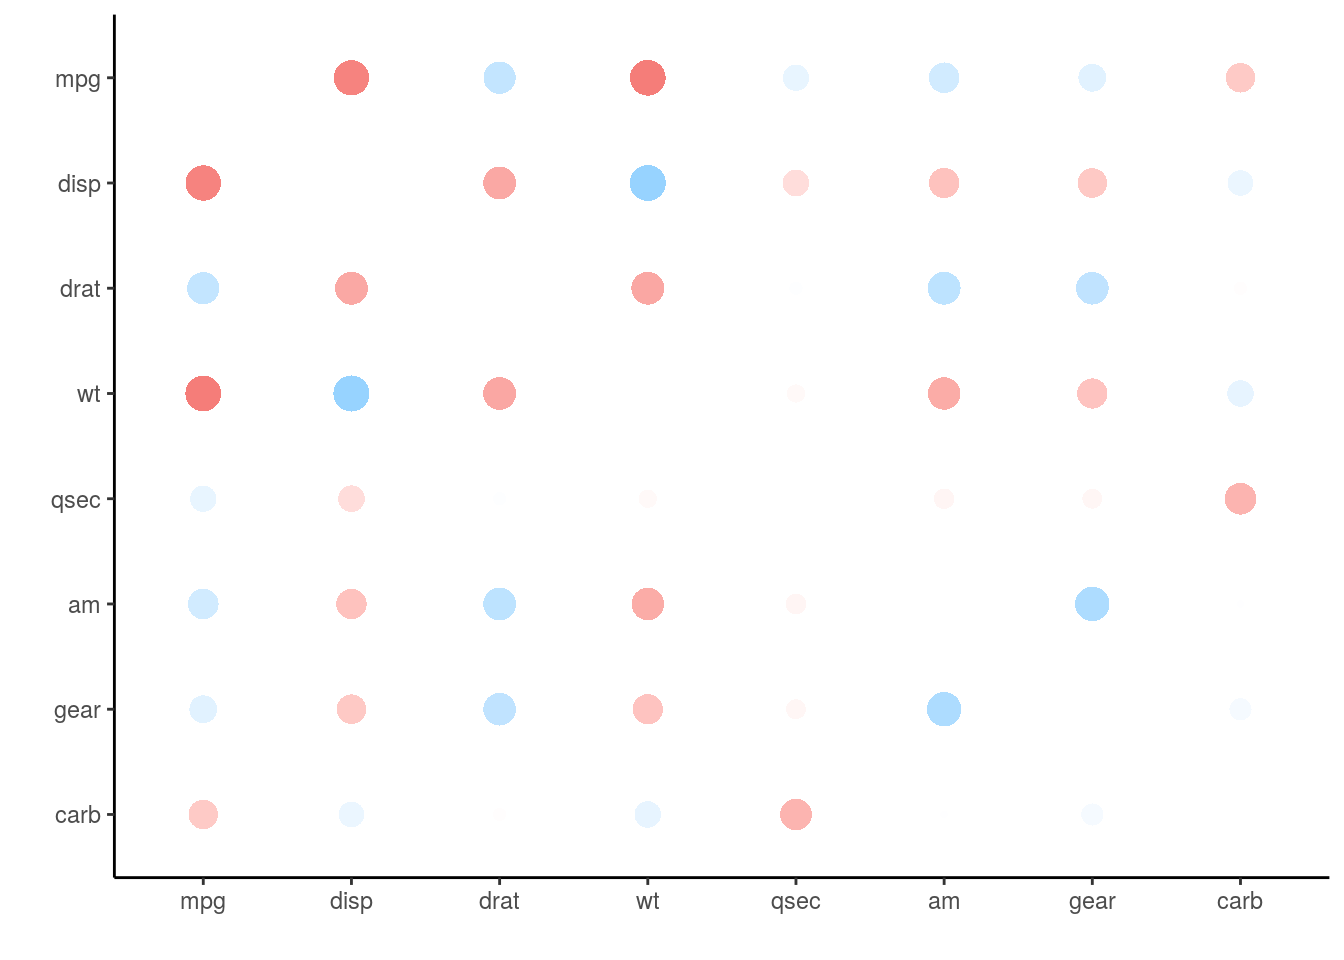 mpg
disp
drat
wt
qsec
am
gear
carb
mpg disp drat wt qsec am gear carb